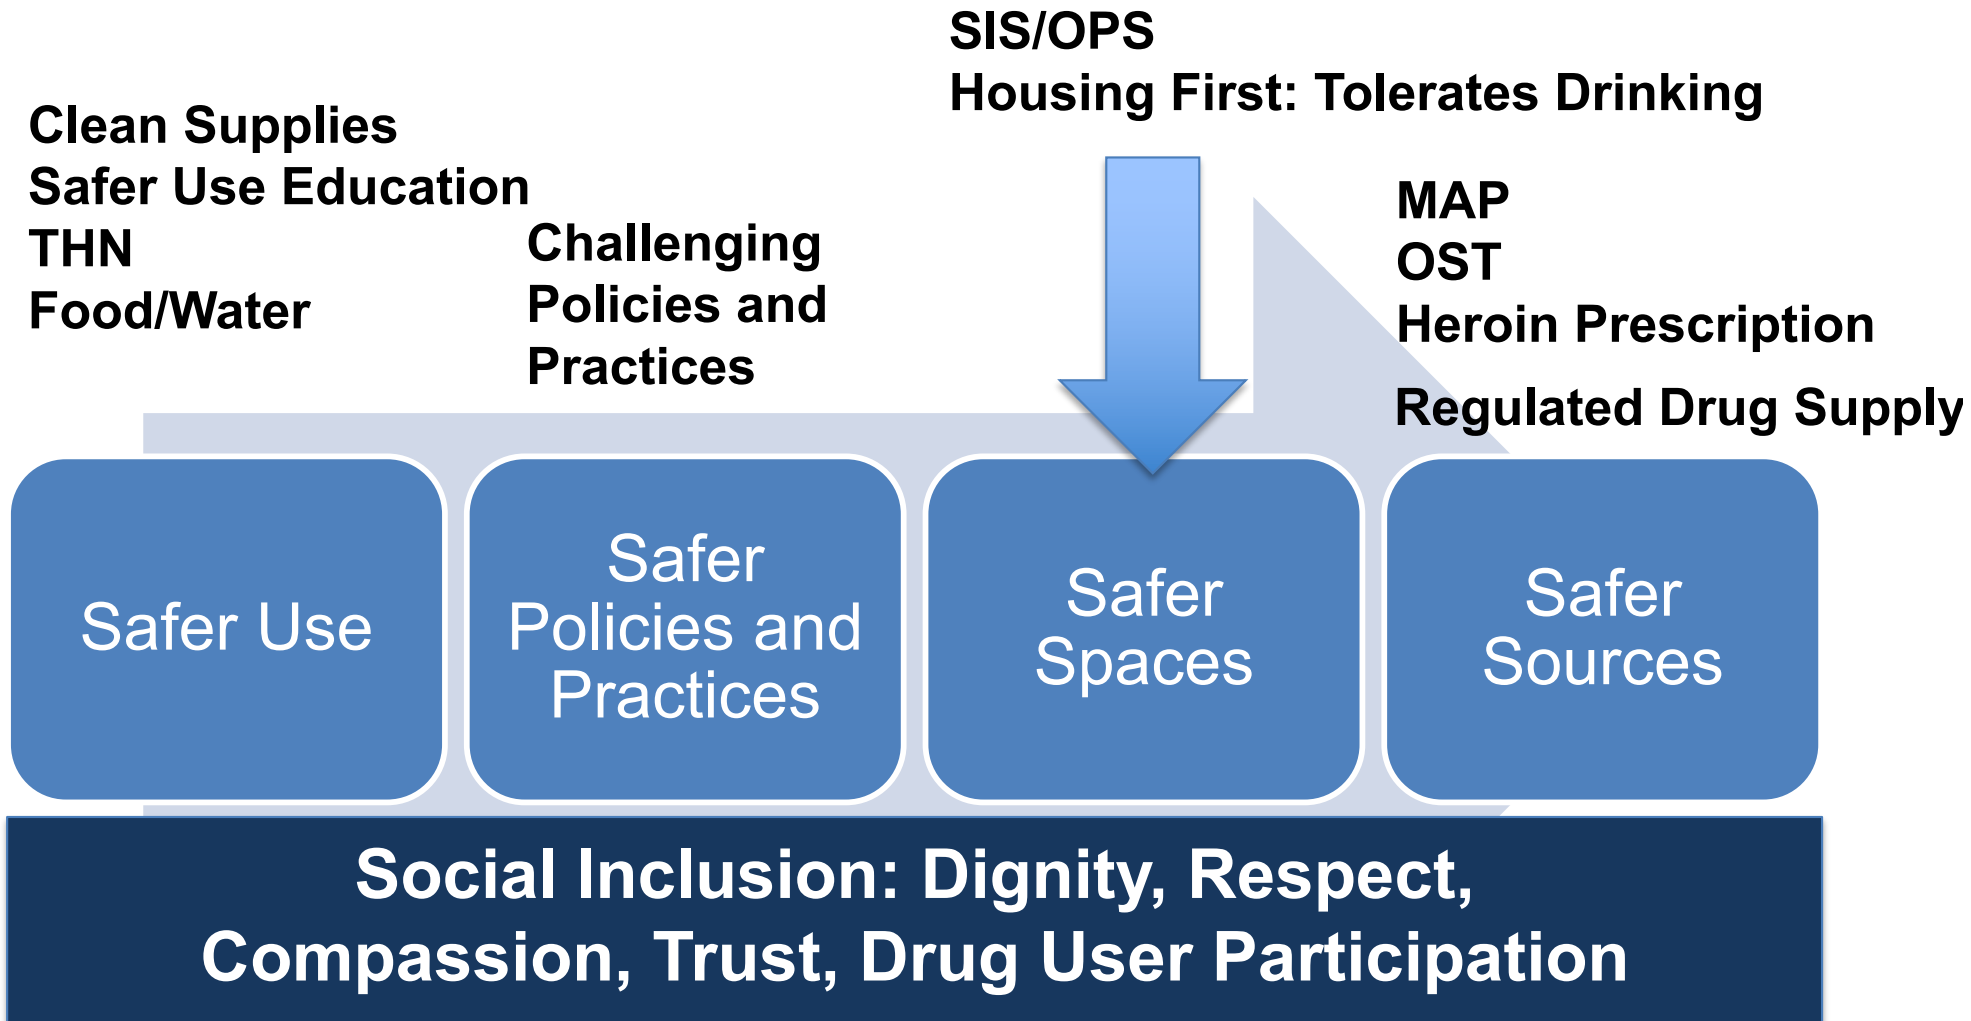 SIS/OPS
Housing First: Tolerates Drinking
Clean Supplies
Safer Use Education
THN
Food/Water
Challenging
Policies and
Practices
MAP
OST
Heroin Prescription
Regulated Drug Supply
Safer Use
Safer
Policies and
Practices
Safer
Spaces
Safer
Sources
Social Inclusion: Dignity, Respect,
Compassion, Trust, Drug User Participation